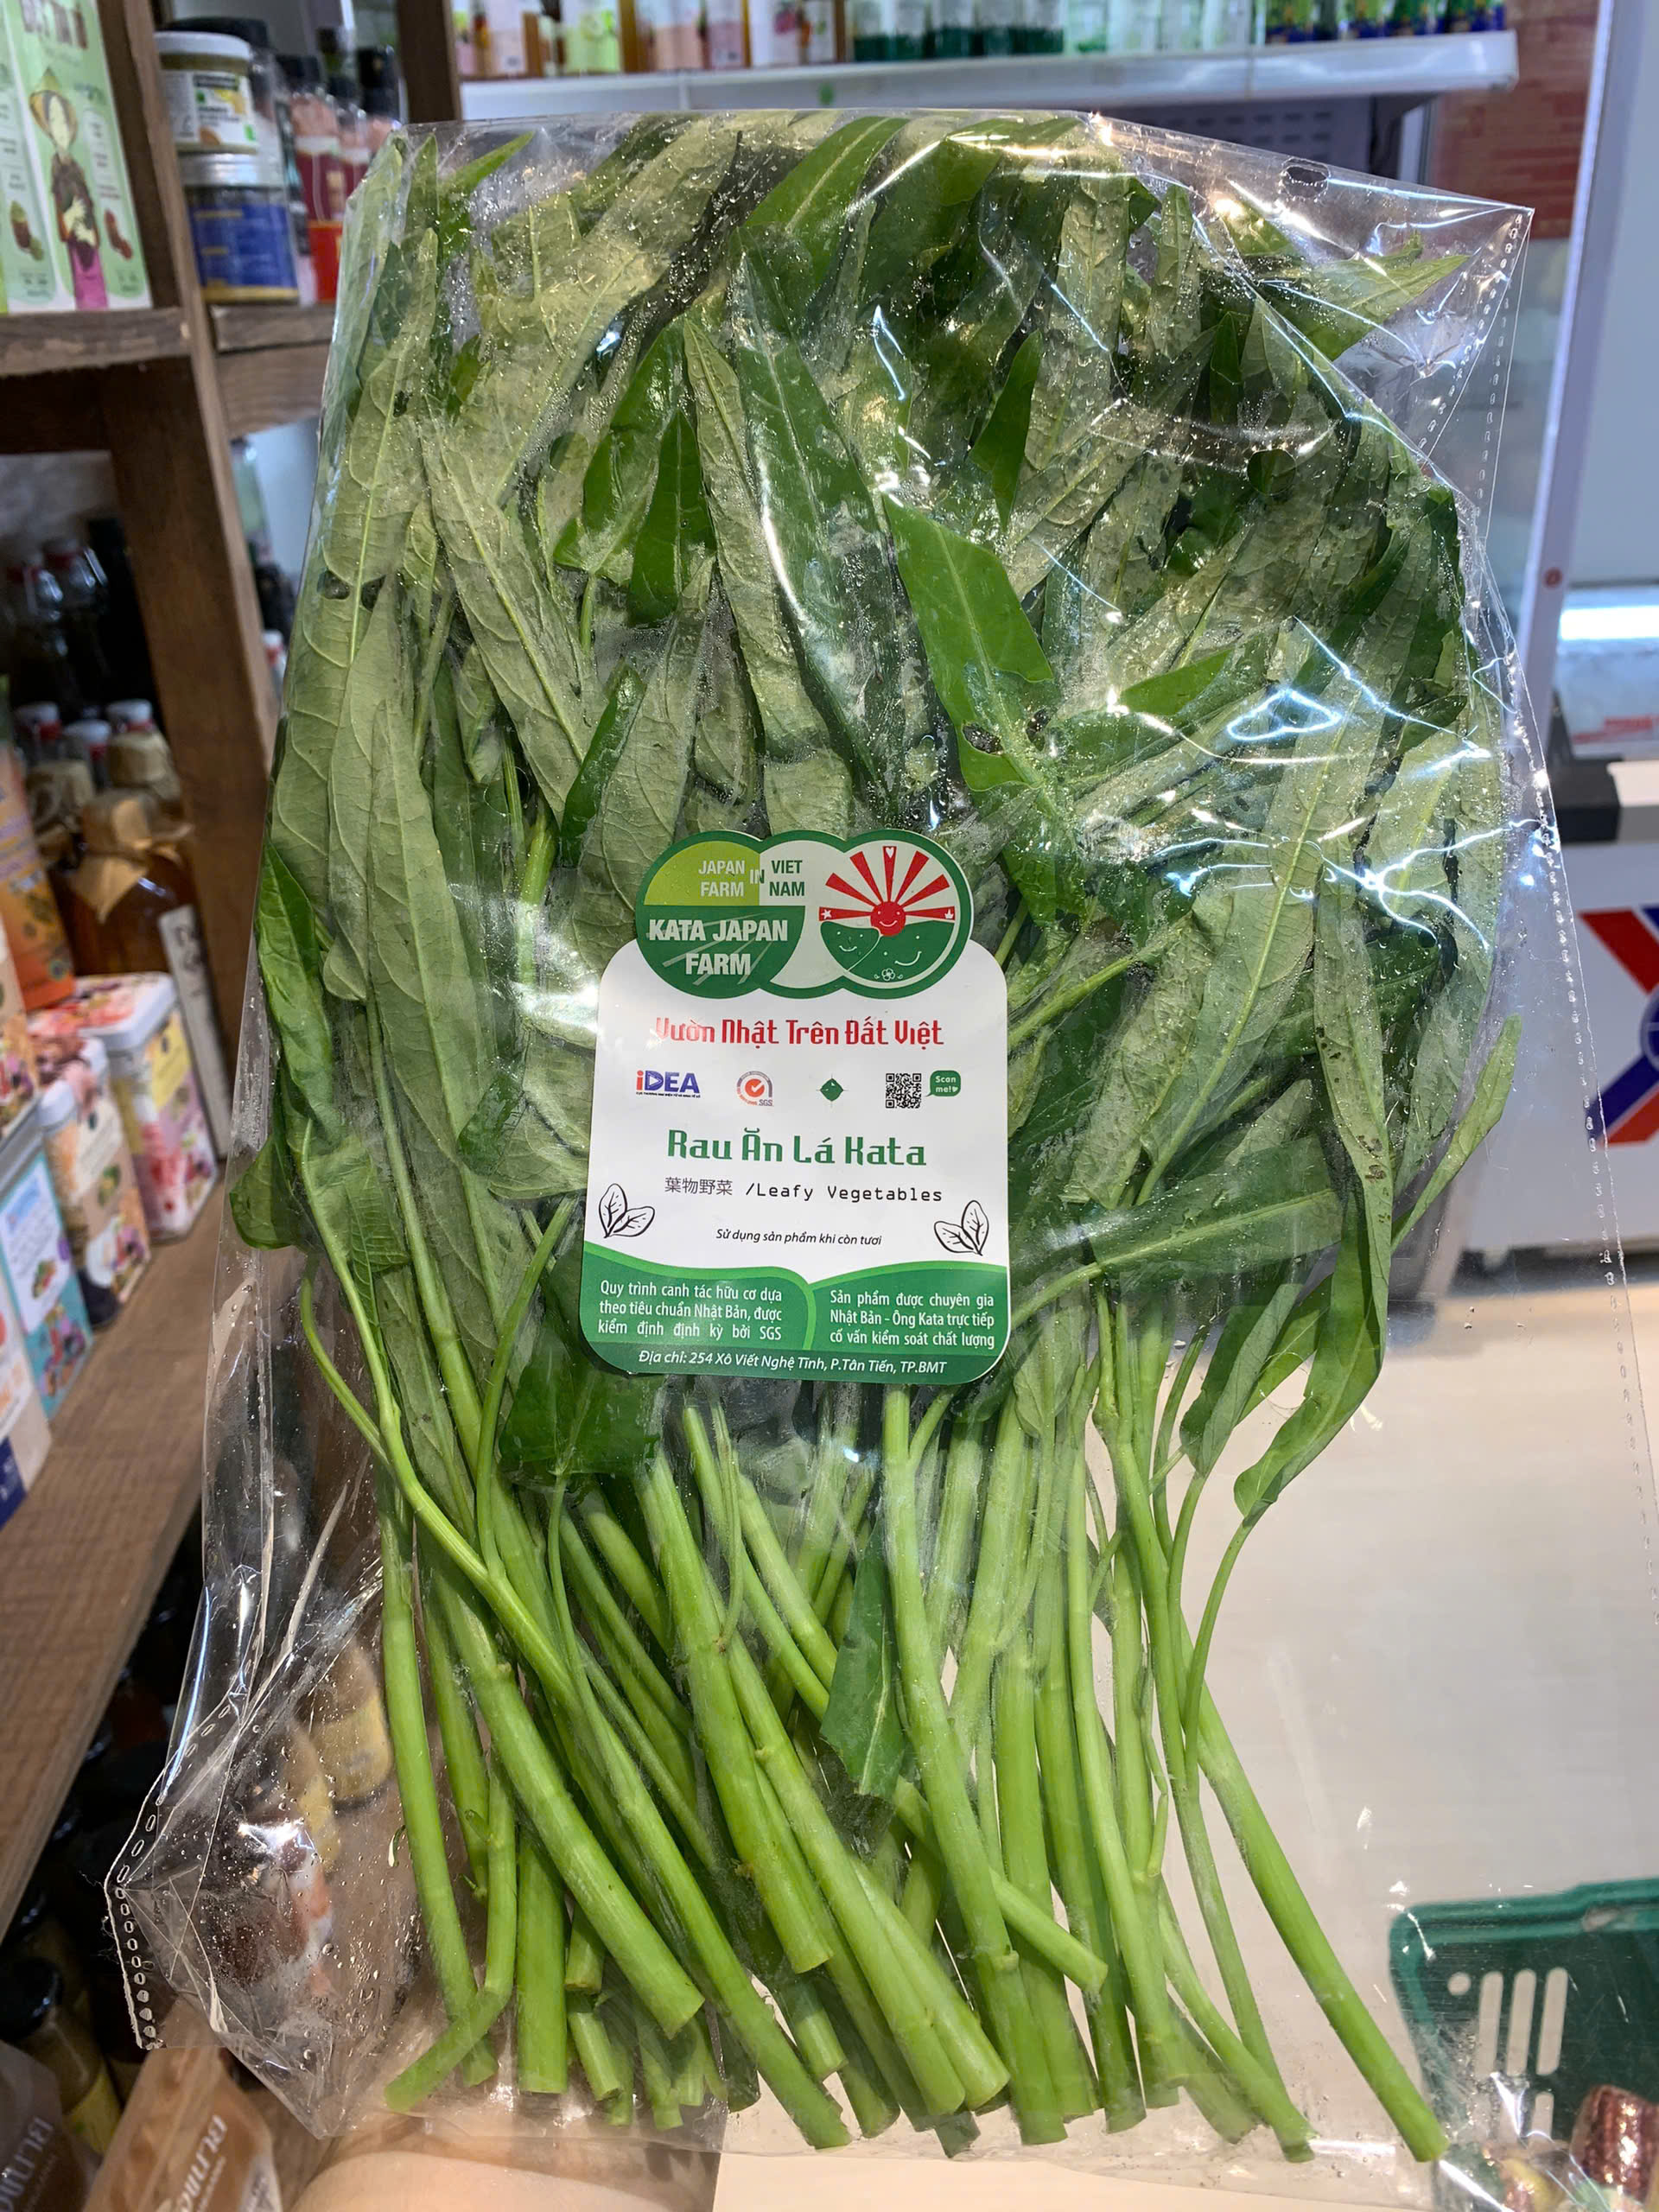 JAPAN FARM IN VIET NAM
KATA JAPAN
FARM
Vườn Nhật Trên Đất Việt
iDEA
SGS
Scan me!
Rau Ăn Lá Kata
葉物野菜 /Leafy Vegetables
Sử dụng sản phẩm khi còn tươi
Quy trình canh tác hữu cơ dựa
theo tiêu chuẩn Nhật Bản, được
kiểm định định kỳ bởi SGS
Sản phẩm được chuyên gia
Nhật Bản - Ông Kata trực tiếp
cố vấn kiểm soát chất lượng
Địa chỉ: 254 Xô Viết Nghệ Tĩnh, P.Tân Tiến, TP.BMT